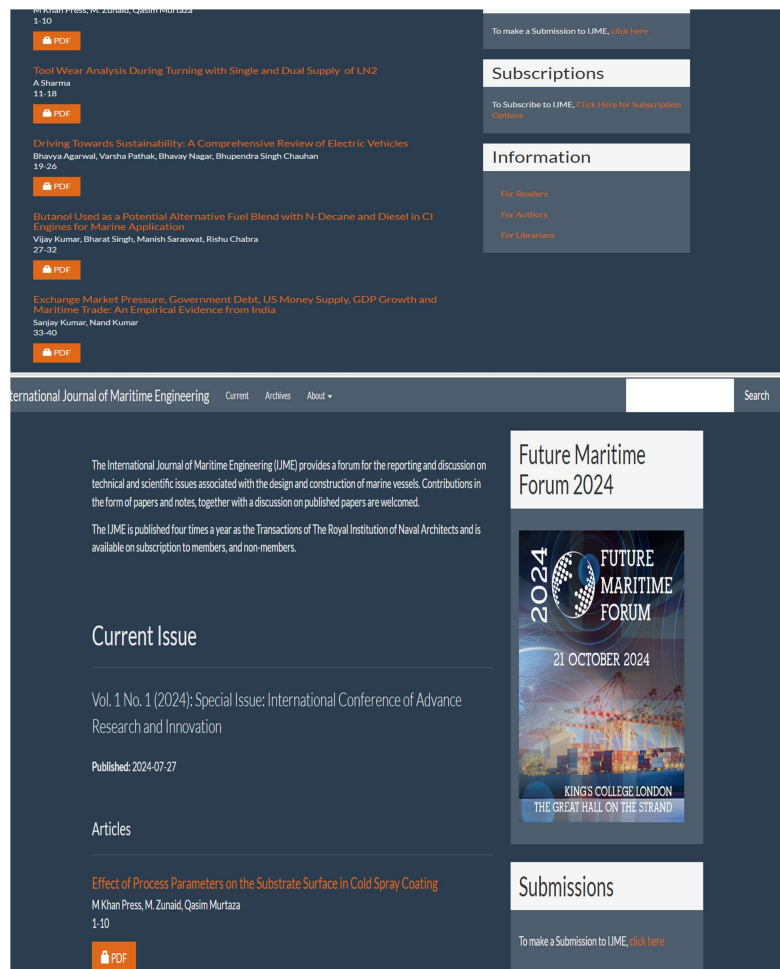 M Khan Press, M. Zunaid, Qasim Murtaza
1-10
PDF
Tool Wear Analysis During Turning with Single and Dual Supply of LN2
A Sharma
11-18
PDF
Driving Towards Sustainability: A Comprehensive Review of Electric Vehicles
Bhavya Agarwal, Varsha Pathak, Bhavay Nagar, Bhupendra Singh Chauhan
19-26
PDF
Butanol Used as a Potential Alternative Fuel Blend with N-Decane and Diesel in CI
Engines for Marine Application
Vijay Kumar, Bharat Singh, Manish Saraswat, Rishu Chabra
27-32
PDF
Exchange Market Pressure, Government Debt, US Money Supply, GDP Growth and
Maritime Trade: An Empirical Evidence from India
Sanjay Kumar, Nand Kumar
33-40
PDF
To make a Submission to IJME, click here
Subscriptions
To Subscribe to IJME, Click Here for Subscription
Options
Information
For Readers
For Authors
For Librarians
ternational Journal of Maritime Engineering Current Archives About Search
The International Journal of Maritime Engineering (IJME) provides a forum for the reporting and discussion on
technical and scientific issues associated with the design and construction of marine vessels. Contributions in
the form of papers and notes, together with a discussion on published papers are welcomed.
The IJME is published four times a year as the Transactions of The Royal Institution of Naval Architects and is
available on subscription to members, and non-members.
Current Issue
Vol. 1 No. 1 (2024): Special Issue: International Conference of Advance
Research and Innovation
Published: 2024-07-27
Articles
Effect of Process Parameters on the Substrate Surface in Cold Spray Coating
M Khan Press, M. Zunaid, Qasim Murtaza
1-10
PDF
Future Maritime
Forum 2024
2024
FUTURE
MARITIME
FORUM
21 OCTOBER 2024
KING'S COLLEGE LONDON
THE GREAT HALL ON THE STRAND
Submissions
To make a Submission to IJME, click here